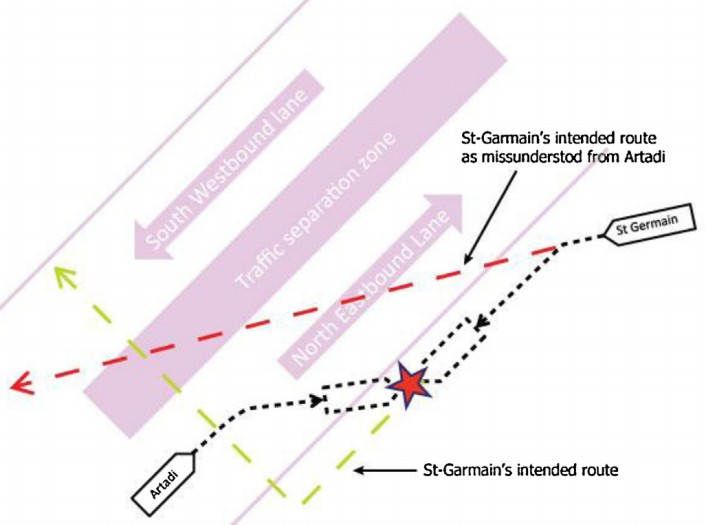 South Westbound lane
Traffic separation zone
North Eastbound Lane
St-Garmain's intended route
as missunderstod from Artadi
St Germain
Artadi
St-Garmain's intended route